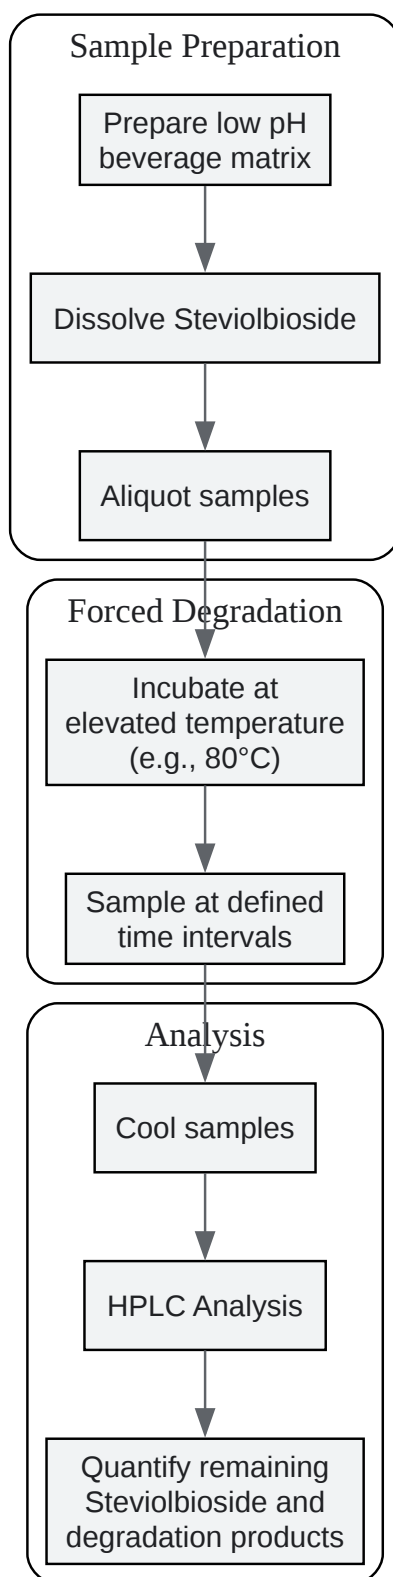 Sample Preparation
Prepare low pH
beverage matrix
Dissolve Steviolbioside
Aliquot samples
Forced Degradation
Incubate at
elevated temperature
(e.g., 80°C)
Sample at defined
time intervals
Analysis
Cool samples
HPLC Analysis
Quantify remaining
Steviolbioside and
degradation products